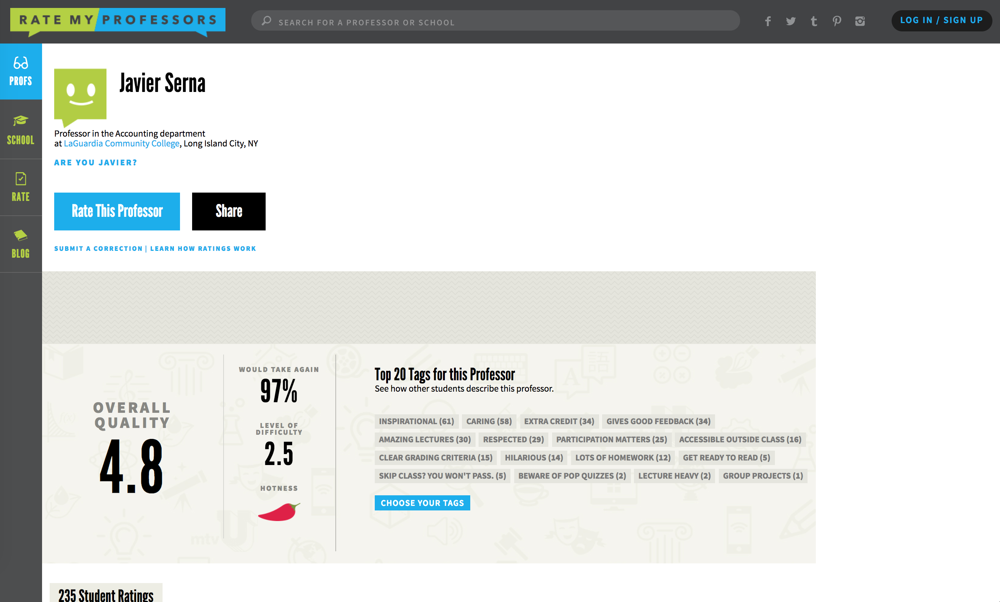 RATE MY PROFESSORS
SEARCH FOR A PROFESSOR OR SCHOOL
LOG IN / SIGN UP
PROFS
SCHOOL
RATE
BLOG
Javier Serna
Professor in the Accounting department
at LaGuardia Community College, Long Island City, NY
ARE YOU JAVIER?
Rate This Professor
Share
SUBMIT A CORRECTION | LEARN HOW RATINGS WORK
OVERALL
QUALITY
4.8
WOULD TAKE AGAIN
97%
LEVEL OF
DIFFICULTY
2.5
HOTNESS
Top 20 Tags for this Professor
See how other students describe this professor.
INSPIRATIONAL (61) CARING (58) EXTRA CREDIT (34) GIVES GOOD FEEDBACK (34)
AMAZING LECTURES (30) RESPECTED (29) PARTICIPATION MATTERS (25) ACCESSIBLE OUTSIDE CLASS (16)
CLEAR GRADING CRITERIA (15) HILARIOUS (14) LOTS OF HOMEWORK (12) GET READY TO READ (5)
SKIP CLASS? YOU WON'T PASS. (5) BEWARE OF POP QUIZZES (2) LECTURE HEAVY (2) GROUP PROJECTS (1)
CHOOSE YOUR TAGS
f(x)
A
語
mtv U
235 Student Ratings